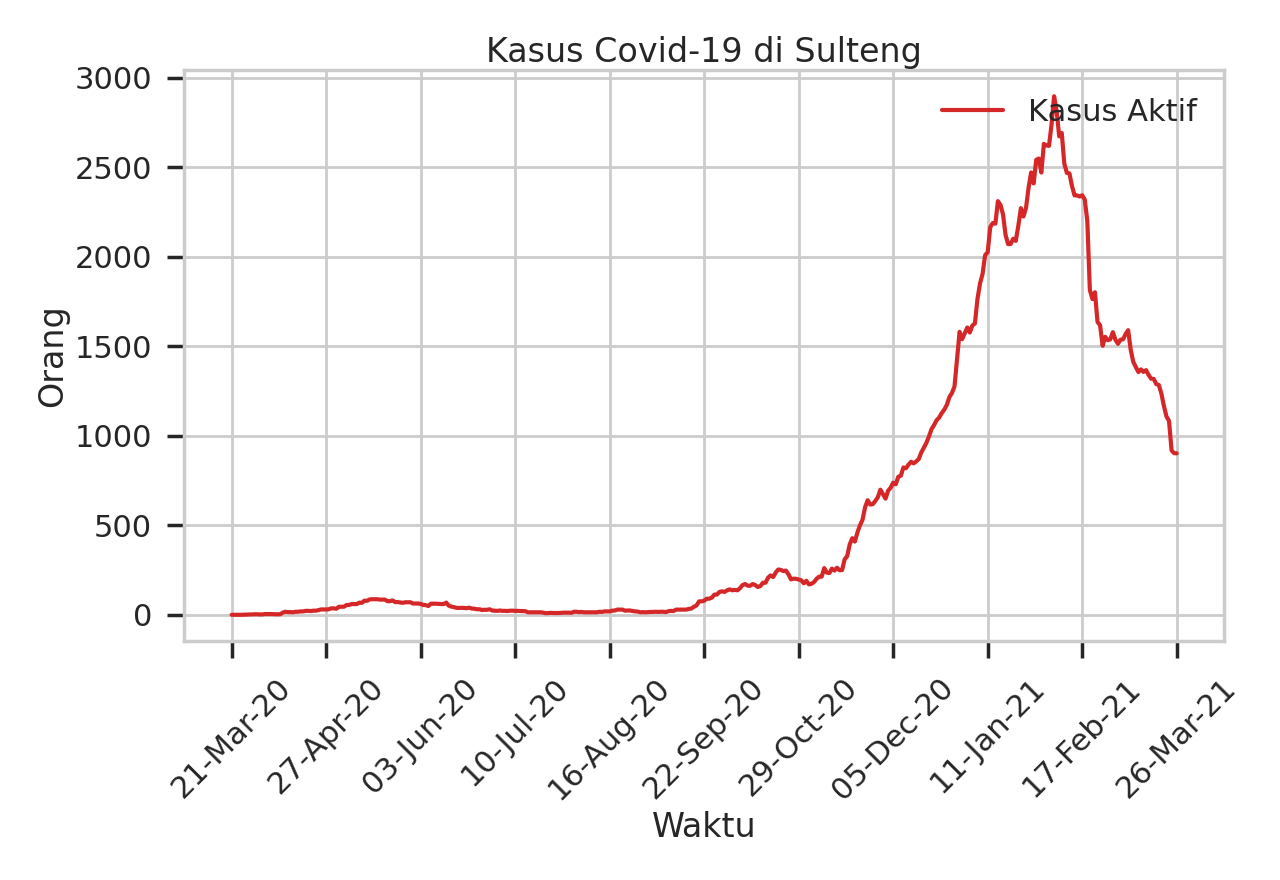 Kasus Covid-19 di Sulteng
Kasus Aktif
3000
2500
2000
1500
1000
500
0
Orang
21-Mar-20
27-Apr-20
03-Jun-20
10-Jul-20
16-Aug-20
22-Sep-20
29-Oct-20
05-Dec-20
11-Jan-21
17-Feb-21
26-Mar-21
Waktu